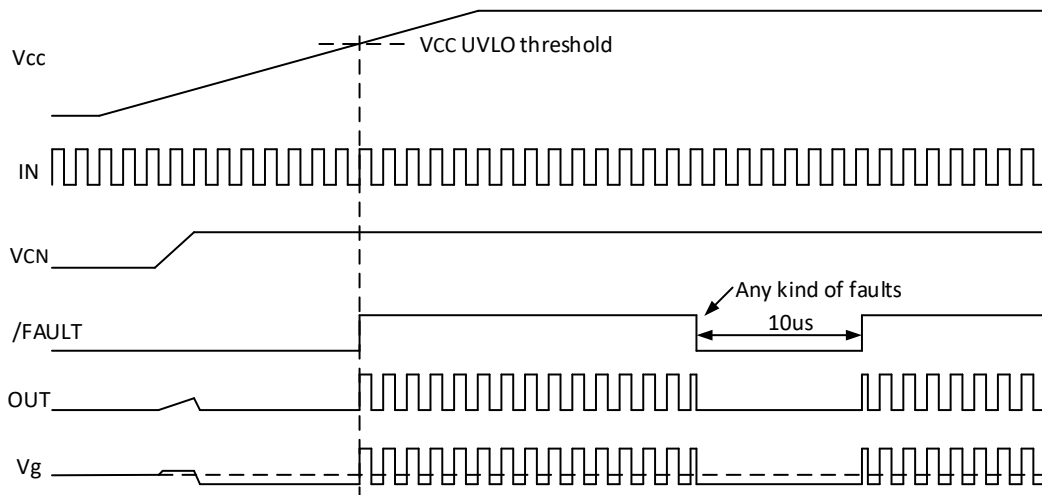 VCC UVLO threshold
Vcc
IN
VCN
Any kind of faults
/FAULT
10us
OUT
Vg